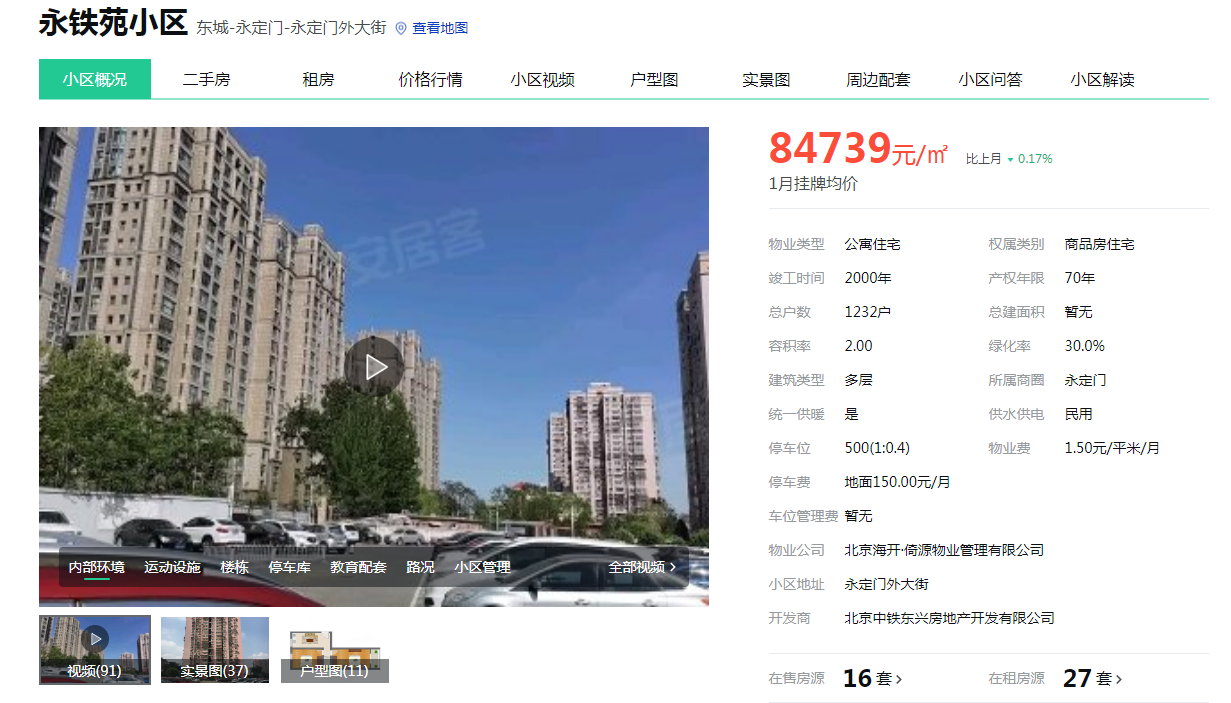 永铁苑小区 东城-永定门-永定门外大街 查看地图
小区概况 二手房 租房 价格行情 小区视频 户型图 实景图 周边配套 小区问答 小区解读
安居客
内部环境 运动设施 楼栋 停车库 教育配套 路况 小区管理 全部视频
视频(91) 实景图(37) 户型图(11)
84739元/㎡ 比上月 0.17%
1月挂牌均价
物业类型 公寓住宅 权属类别 商品房住宅
竣工时间 2000年 产权年限 70年
总户数 1232户 总建面积 暂无
容积率 2.00 绿化率 30.0%
建筑类型 多层 所属商圈 永定门
统一供暖 是 供水供电 民用
停车位 500(1:0.4) 物业费 1.50元/平米/月
停车费 地面150.00元/月
车位管理费 暂无
物业公司 北京海开·倚源物业管理有限公司
小区地址 永定门外大街
开发商 北京中铁东兴房地产开发有限公司
在售房源 16 套 在租房源 27 套